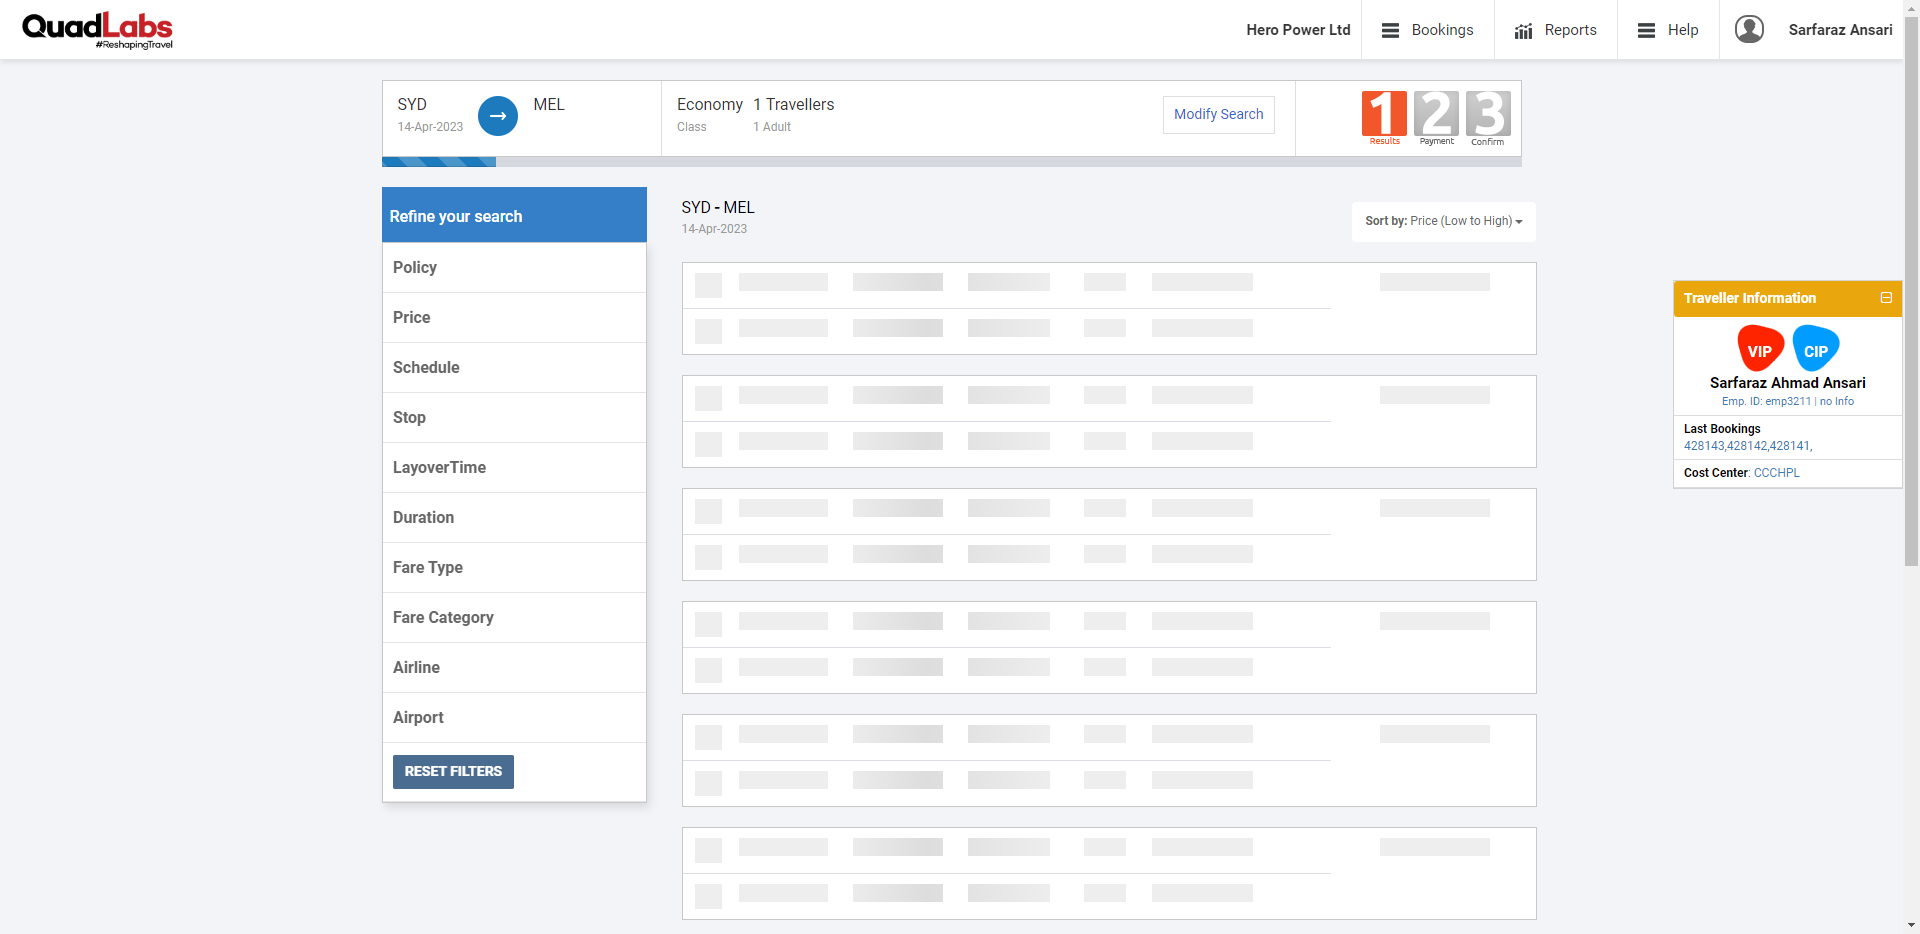 QuadLabs
#ReshapingTravel
Hero Power Ltd
Bookings
Reports
Help
Sarfaraz Ansari
SYD
14-Apr-2023
MEL
Economy
Class
1 Travellers
1 Adult
Modify Search
1
Results
2
Payment
3
Confirm
Refine your search
Policy
Price
Schedule
Stop
LayoverTime
Duration
Fare Type
Fare Category
Airline
Airport
RESET FILTERS
SYD - MEL
14-Apr-2023
Sort by: Price (Low to High)
Traveller Information
VIP
CIP
Sarfaraz Ahmad Ansari
Emp. ID: emp3211 | no Info
Last Bookings
428143,428142,428141,
Cost Center: CCCHPL